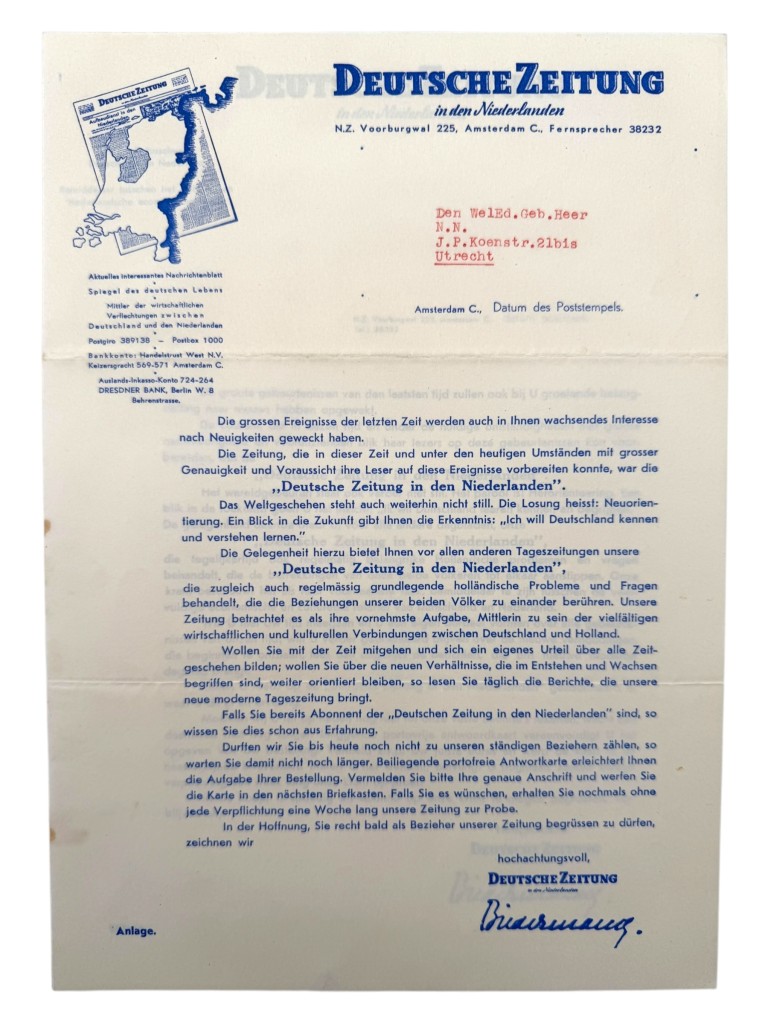 DEUTSCHE ZEITUNG
in den Niederlanden
N.Z. Voorburgwal 225, Amsterdam C., Fernsprecher 38232
DEUTSCHE ZEITUNG
Aktuelles interessantes Nachrichtenblatt
Spiegel des deutschen Lebens
Mittler der wirtschaftlichen
Verflechtungen zwischen
Deutschland und den Niederlanden
Postgiro 389138 – Postbox 1000
Bankkonto: Handelstrust West N.V.
Keizersgracht 569-571 Amsterdam C.
Auslands-Inkasso-Konto 724-264
DRESDNER BANK, Berlin W. 8
Behrenstrasse.
Den WelEd.Geb.Heer
N.N.
J.P.Koenstr.21bis
Utrecht
Amsterdam C., Datum des Poststempels.
Die grossen Ereignisse der letzten Zeit werden auch in Ihnen wachsendes Interesse
nach Neuigkeiten geweckt haben.
Die Zeitung, die in dieser Zeit und unter den heutigen Umständen mit grosser
Genauigkeit und Voraussicht ihre Leser auf diese Ereignisse vorbereiten konnte, war die
„Deutsche Zeitung in den Niederlanden".
Das Weltgeschehen steht auch weiterhin nicht still. Die Losung heisst: Neuorien-
tierung. Ein Blick in die Zukunft gibt Ihnen die Erkenntnis: „Ich will Deutschland kennen
und verstehen lernen."
Die Gelegenheit hierzu bietet Ihnen vor allen anderen Tageszeitungen unsere
„Deutsche Zeitung in den Niederlanden",
die zugleich auch regelmässig grundlegende holländische Probleme und Fragen
behandelt, die die Beziehungen unserer beiden Völker zu einander berühren. Unsere
Zeitung betrachtet es als ihre vornehmste Aufgabe, Mittlerin zu sein der vielfältigen
wirtschaftlichen und kulturellen Verbindungen zwischen Deutschland und Holland.
Wollen Sie mit der Zeit mitgehen und sich ein eigenes Urteil über alle Zeit-
geschehen bilden; wollen Sie über die neuen Verhältnisse, die im Entstehen und Wachsen
begriffen sind, weiter orientiert bleiben, so lesen Sie täglich die Berichte, die unsere
neue moderne Tageszeitung bringt.
Falls Sie bereits Abonnent der „Deutschen Zeitung in den Niederlanden" sind, so
wissen Sie dies schon aus Erfahrung.
Durften wir Sie bis heute noch nicht zu unseren ständigen Beziehern zählen, so
warten Sie damit nicht noch länger. Beiliegende portofreie Antwortkarte erleichtert Ihnen
die Aufgabe Ihrer Bestellung. Vermelden Sie bitte Ihre genaue Anschrift und werfen Sie
die Karte in den nächsten Briefkasten. Falls Sie es wünschen, erhalten Sie nochmals ohne
jede Verpflichtung eine Woche lang unsere Zeitung zur Probe.
In der Hoffnung, Sie recht bald als Bezieher unserer Zeitung begrüssen zu dürfen,
zeichnen wir
hochachtungsvoll,
DEUTSCHE ZEITUNG
in den Niederlanden
Anlage.